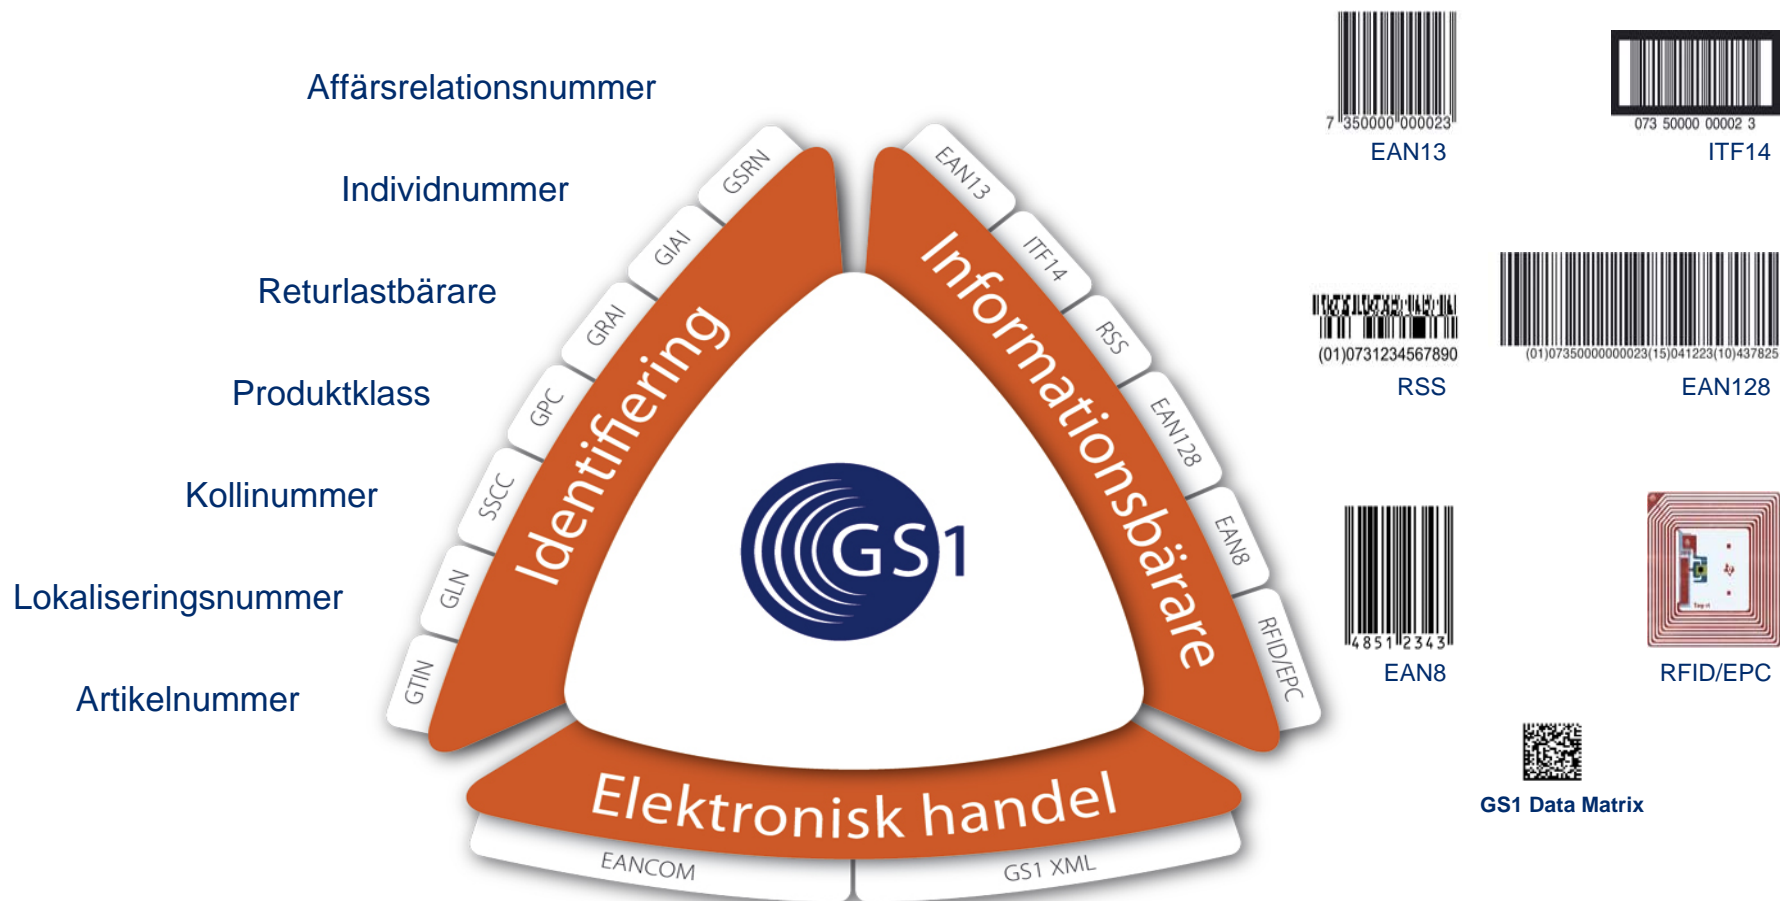 Affärsrelationsnummer
Individnummer
Returlastbärare
Produktklass
Kollinummer
Lokaliseringsnummer
Artikelnummer
GSRN
GIAI
GRAI
GPC
SSCC
GLN
GTIN
Identifiering
Informationsbärare
EAN13
ITF14
RSS
EAN128
EAN8
RFID/EPC
GS1
Elektronisk handel
EANCOM
GS1 XML
7 350000 000023
EAN13
073 50000 00002 3
ITF14
(01)0731234567890
RSS
(01)07350000000023(15)041223(10)437825
EAN128
4851 2343
EAN8
RFID/EPC
GS1 Data Matrix